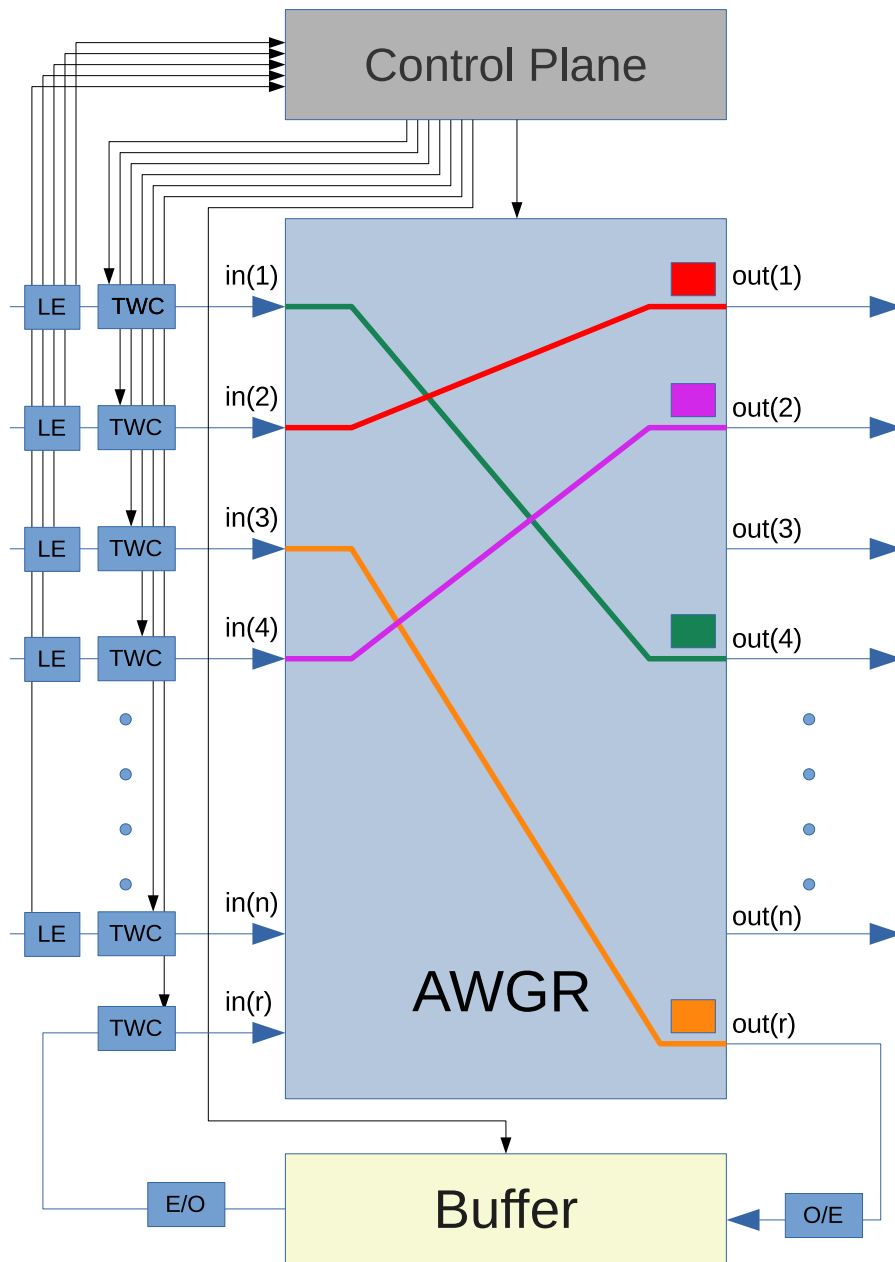 Control Plane
in(1)
out(1)
LE
TWC
in(2)
out(2)
LE
TWC
in(3)
out(3)
LE
TWC
in(4)
out(4)
LE
TWC
in(n)
out(n)
LE
TWC
AWGR
in(r)
out(r)
TWC
E/O
Buffer
O/E